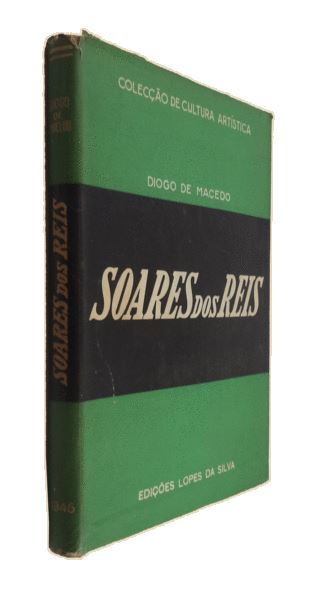 COLECÇÃO DE CULTURA ARTÍSTICA
DIOGO DE MACEDO
SOARES DOS REIS
EDIÇÕES LOPES DA SILVA
DIOGO
DE
MACEDO
SOARES DOS REIS
1945